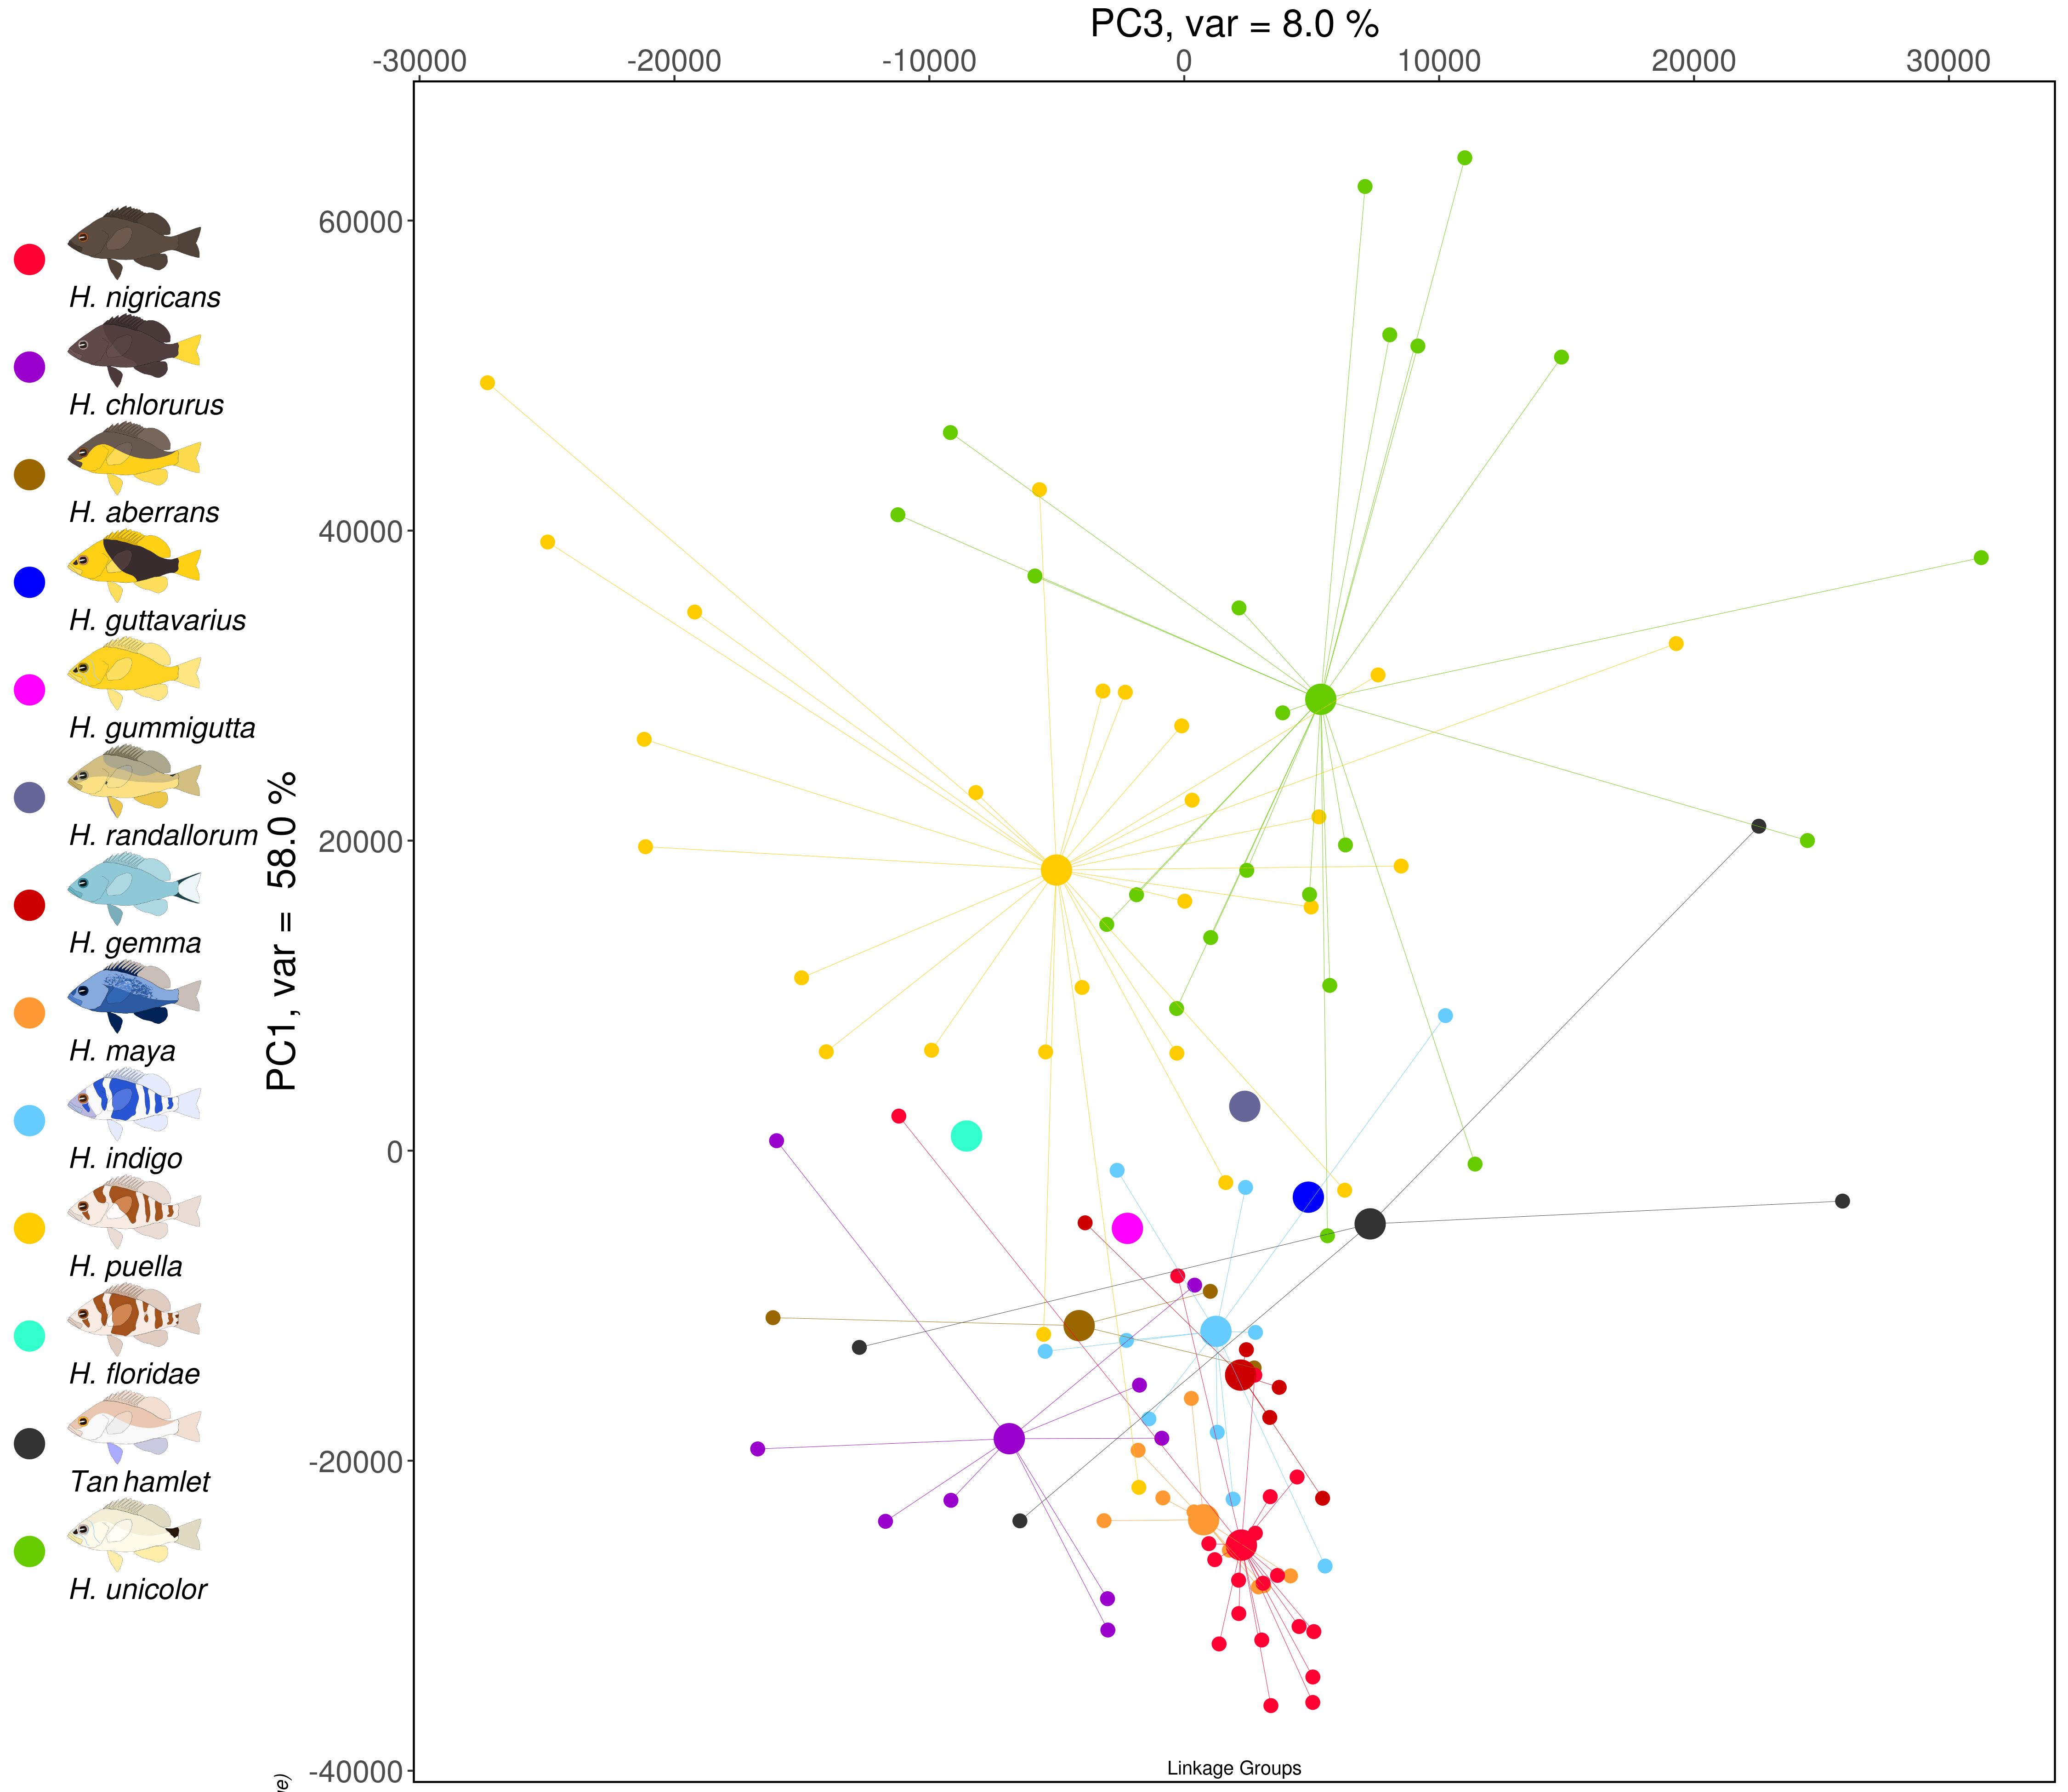 PC3, var = 8.0 %
-30000 -20000 -10000 0 10000 20000 30000
60000
40000
20000
0
-20000
-40000
PC1, var = 58.0 %
H. nigricans
H. chlorurus
H. aberrans
H. guttavarius
H. gummigutta
H. randallorum
H. gemma
H. maya
H. indigo
H. puella
H. floridae
Tan hamlet
H. unicolor
Linkage Groups